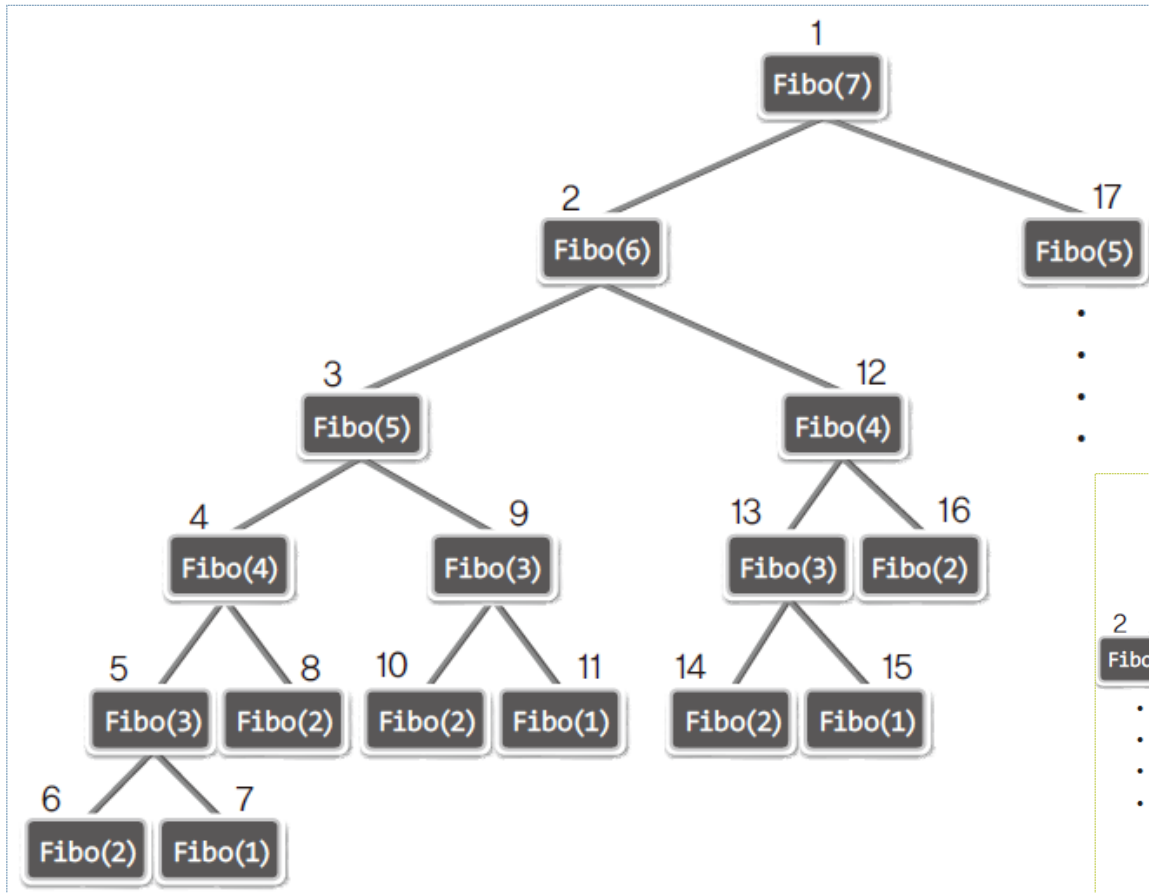 1
Fibo(7)
2 17
Fibo(6) Fibo(5)
3 12
Fibo(5) Fibo(4)
4 9 13 16
Fibo(4) Fibo(3) Fibo(3) Fibo(2)
2
Fibo
5 8 10 11 14 15
Fibo(3) Fibo(2) Fibo(2) Fibo(1) Fibo(2) Fibo(1)
6 7
Fibo(2) Fibo(1)